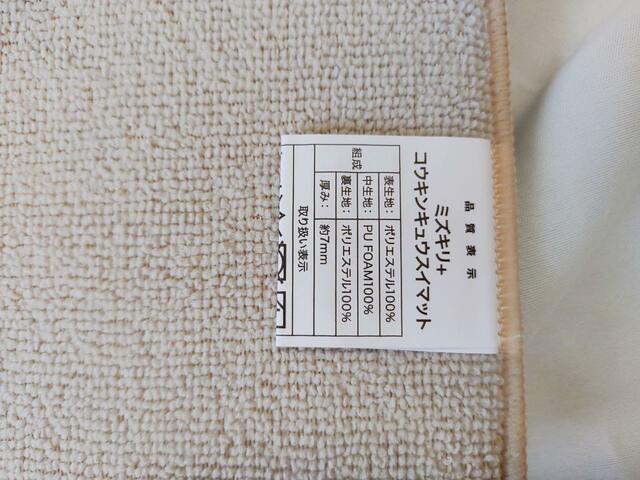 品質表示
ミズキリ+
コウキンキュウスイマット
組成
表生地： ポリエステル100%
中生地： PU FOAM100%
裏生地： ポリエステル100%
厚み： 約7mm
取り扱い表示